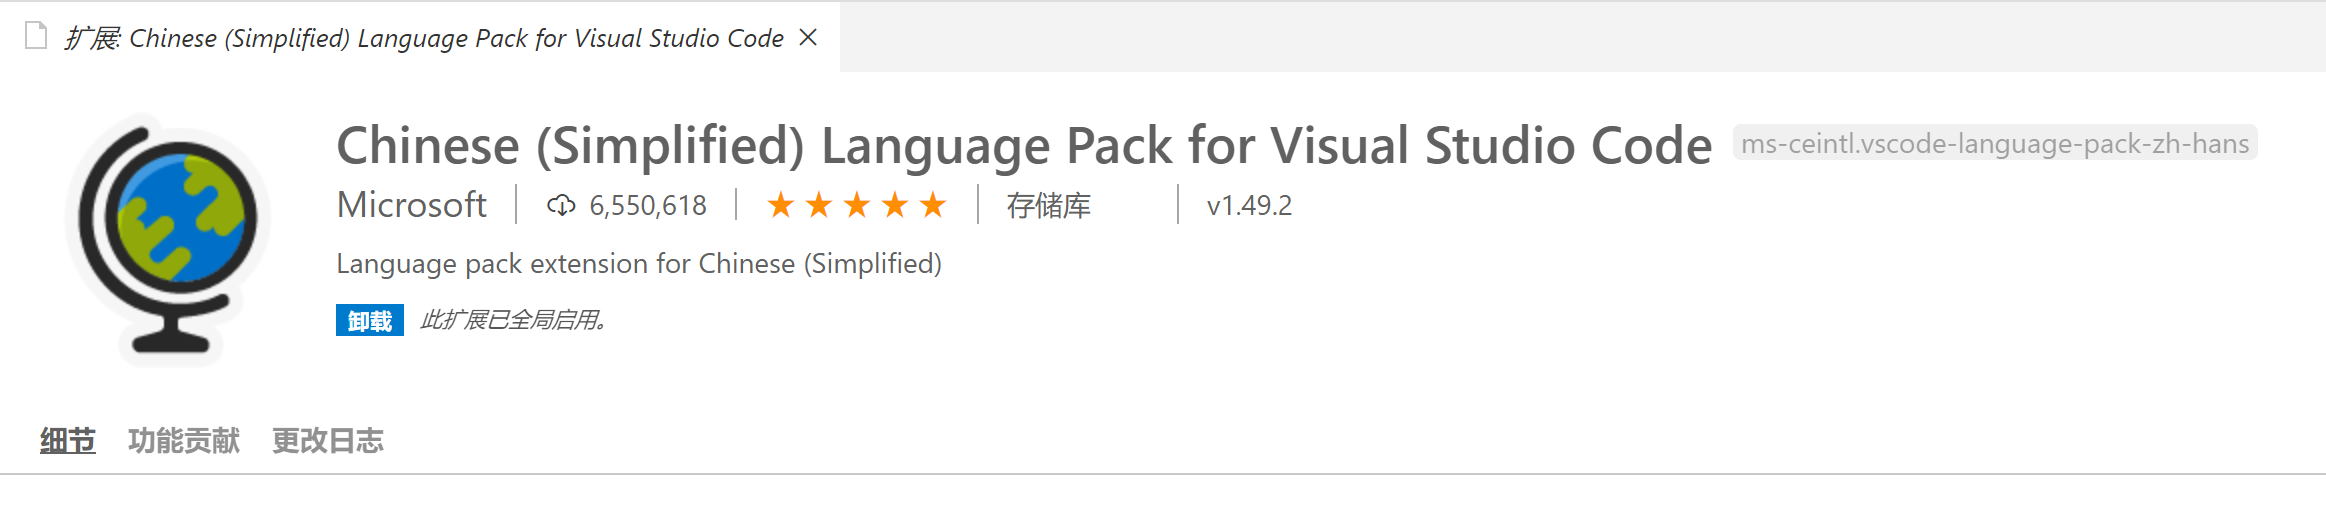 扩展: Chinese (Simplified) Language Pack for Visual Studio Code
Chinese (Simplified) Language Pack for Visual Studio Code ms-ceintl.vscode-language-pack-zh-hans
Microsoft 6,550,618 存储库 v1.49.2
Language pack extension for Chinese (Simplified)
卸载 此扩展已全局启用。
细节 功能贡献 更改日志